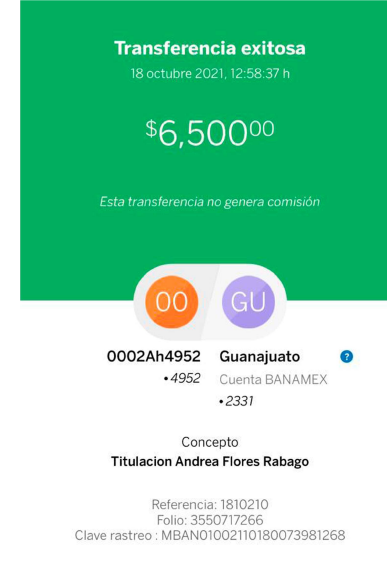 Transferencia exitosa
18 octubre 2021, 12:58:37 h
$6,500⁰⁰
Esta transferencia no genera comisión
00 GU
0002Ah4952 Guanajuato ?
•4952 Cuenta BANAMEX
•2331
Concepto
Titulacion Andrea Flores Rabago
Referencia: 1810210
Folio: 3550717266
Clave rastreo : MBAN01002110180073981268